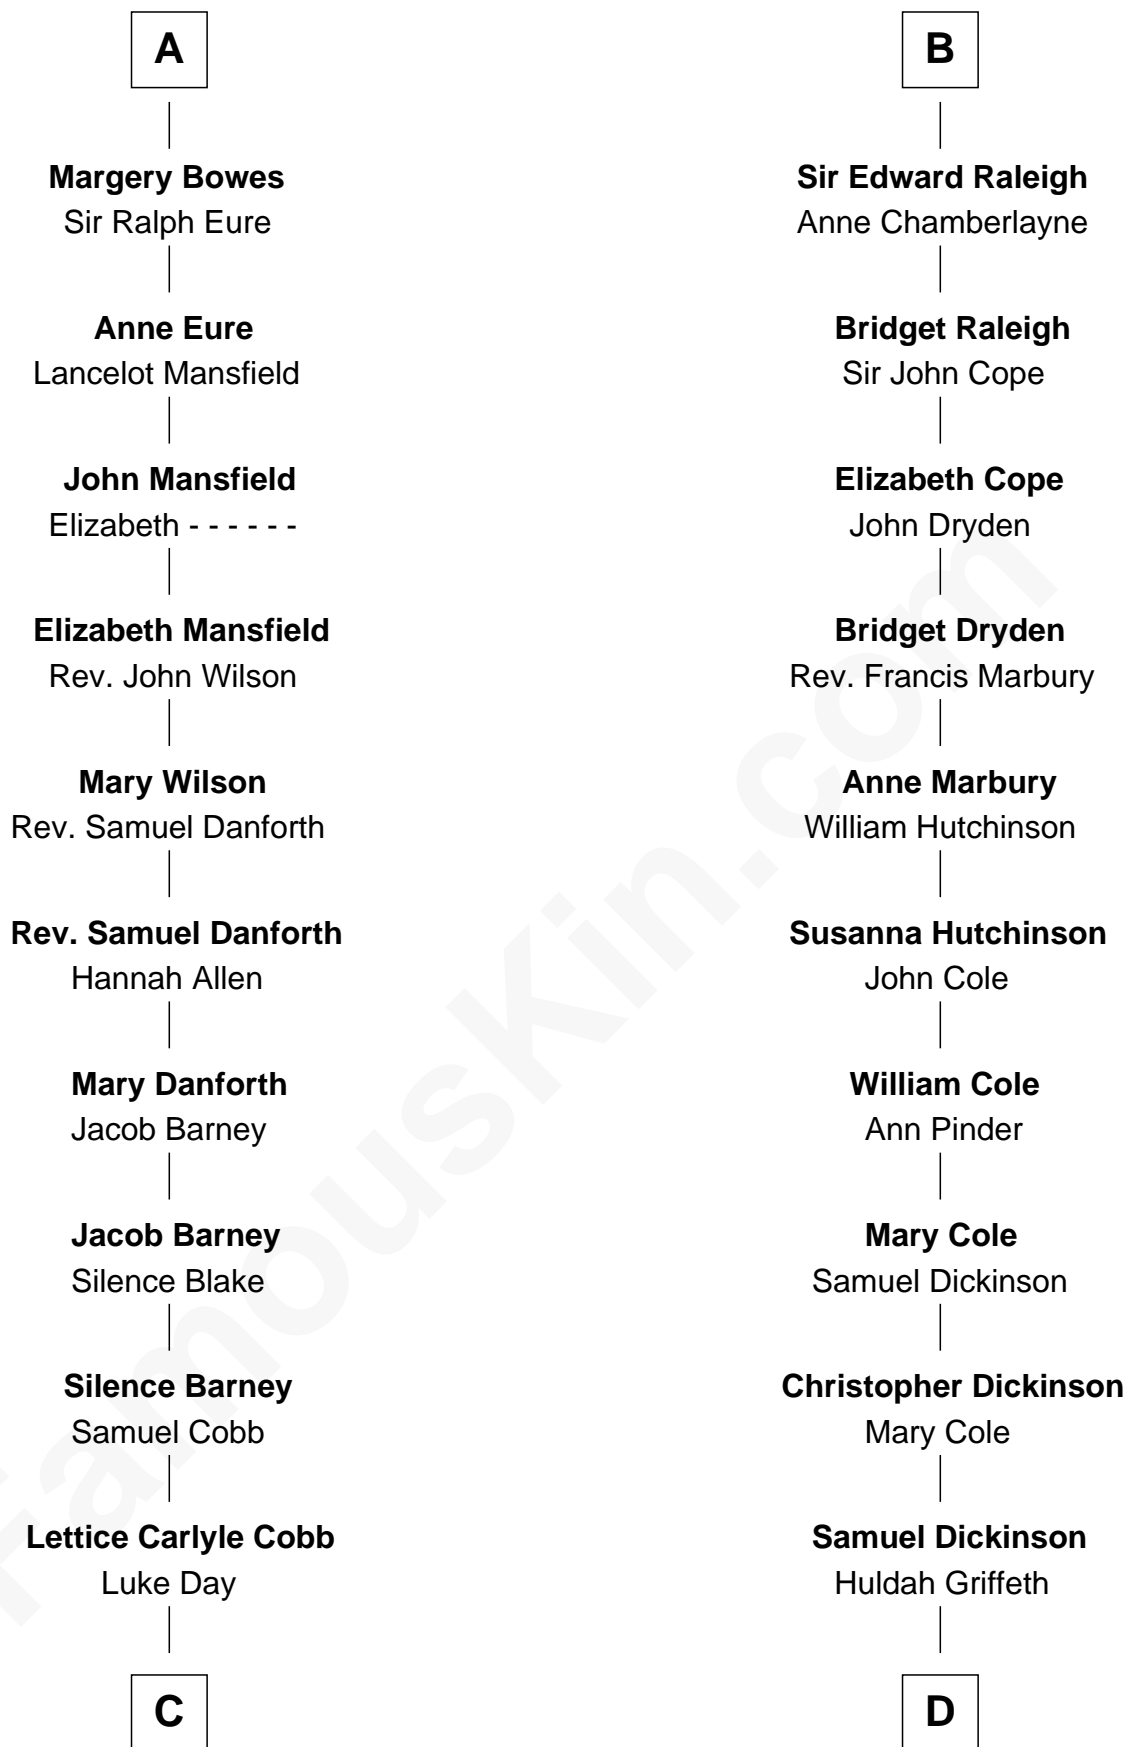 A
Margery Bowes
Sir Ralph Eure
Anne Eure
Lancelot Mansfield
John Mansfield
Elizabeth - - - - - -
Elizabeth Mansfield
Rev. John Wilson
Mary Wilson
Rev. Samuel Danforth
Rev. Samuel Danforth
Hannah Allen
Mary Danforth
Jacob Barney
Jacob Barney
Silence Blake
Silence Barney
Samuel Cobb
Lettice Carlyle Cobb
Luke Day
C
B
Sir Edward Raleigh
Anne Chamberlayne
Bridget Raleigh
Sir John Cope
Elizabeth Cope
John Dryden
Bridget Dryden
Rev. Francis Marbury
Anne Marbury
William Hutchinson
Susanna Hutchinson
John Cole
William Cole
Ann Pinder
Mary Cole
Samuel Dickinson
Christopher Dickinson
Mary Cole
Samuel Dickinson
Huldah Griffeth
D
FamousKin.com